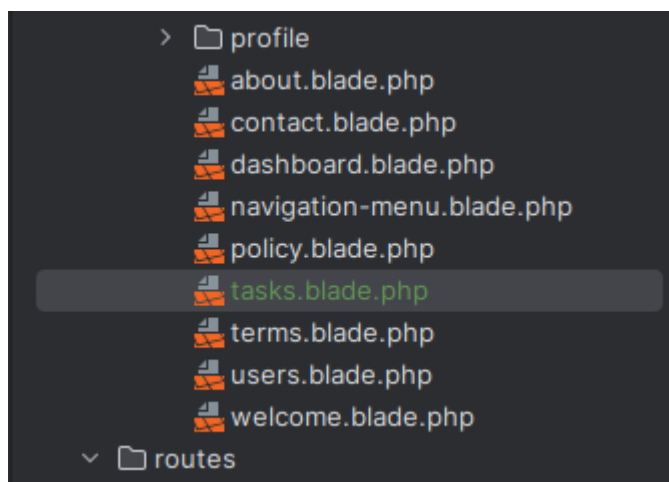 profile
about.blade.php
contact.blade.php
dashboard.blade.php
navigation-menu.blade.php
policy.blade.php
tasks.blade.php
terms.blade.php
users.blade.php
welcome.blade.php
routes